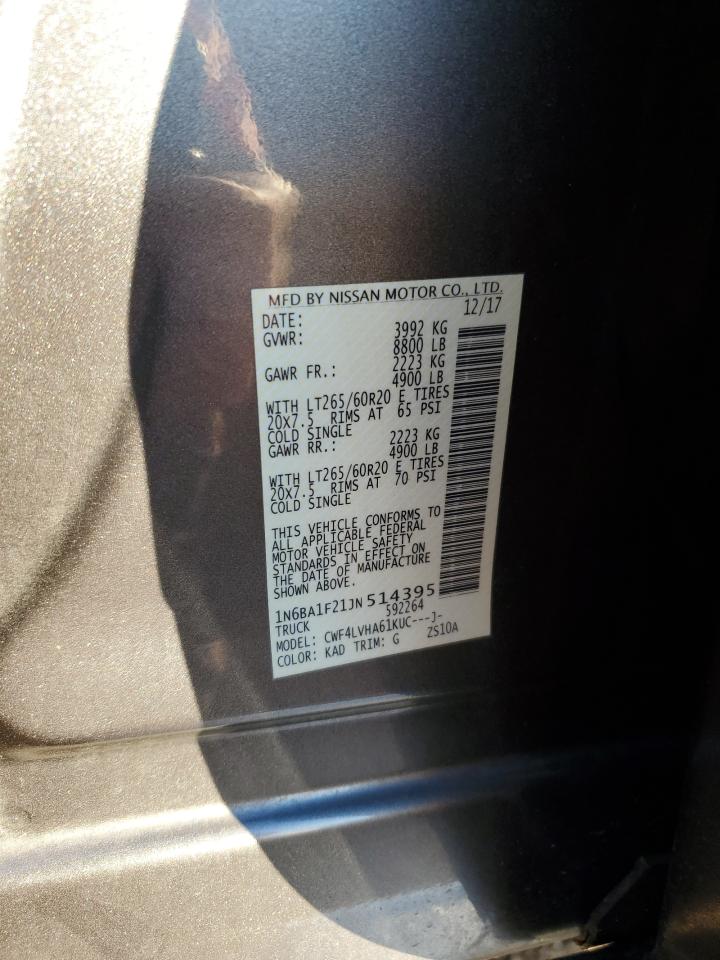 MFD BY NISSAN MOTOR CO., LTD.
DATE: 12/17
GVWR: 3992 KG
8800 LB
GAWR FR.: 2223 KG
4900 LB
WITH LT265/60R20 E TIRES
20X7.5 RIMS AT 65 PSI
COLD SINGLE
GAWR RR.: 2223 KG
4900 LB
WITH LT265/60R20 E TIRES
20X7.5 RIMS AT 70 PSI
COLD SINGLE
THIS VEHICLE CONFORMS TO
ALL APPLICABLE FEDERAL
MOTOR VEHICLE SAFETY
STANDARDS IN EFFECT ON
THE DATE OF MANUFACTURE
SHOWN ABOVE.
1N6BA1F21JN514395
TRUCK 592264
MODEL: CWF4LVHA61KUC---J-
COLOR: KAD TRIM: G ZS10A